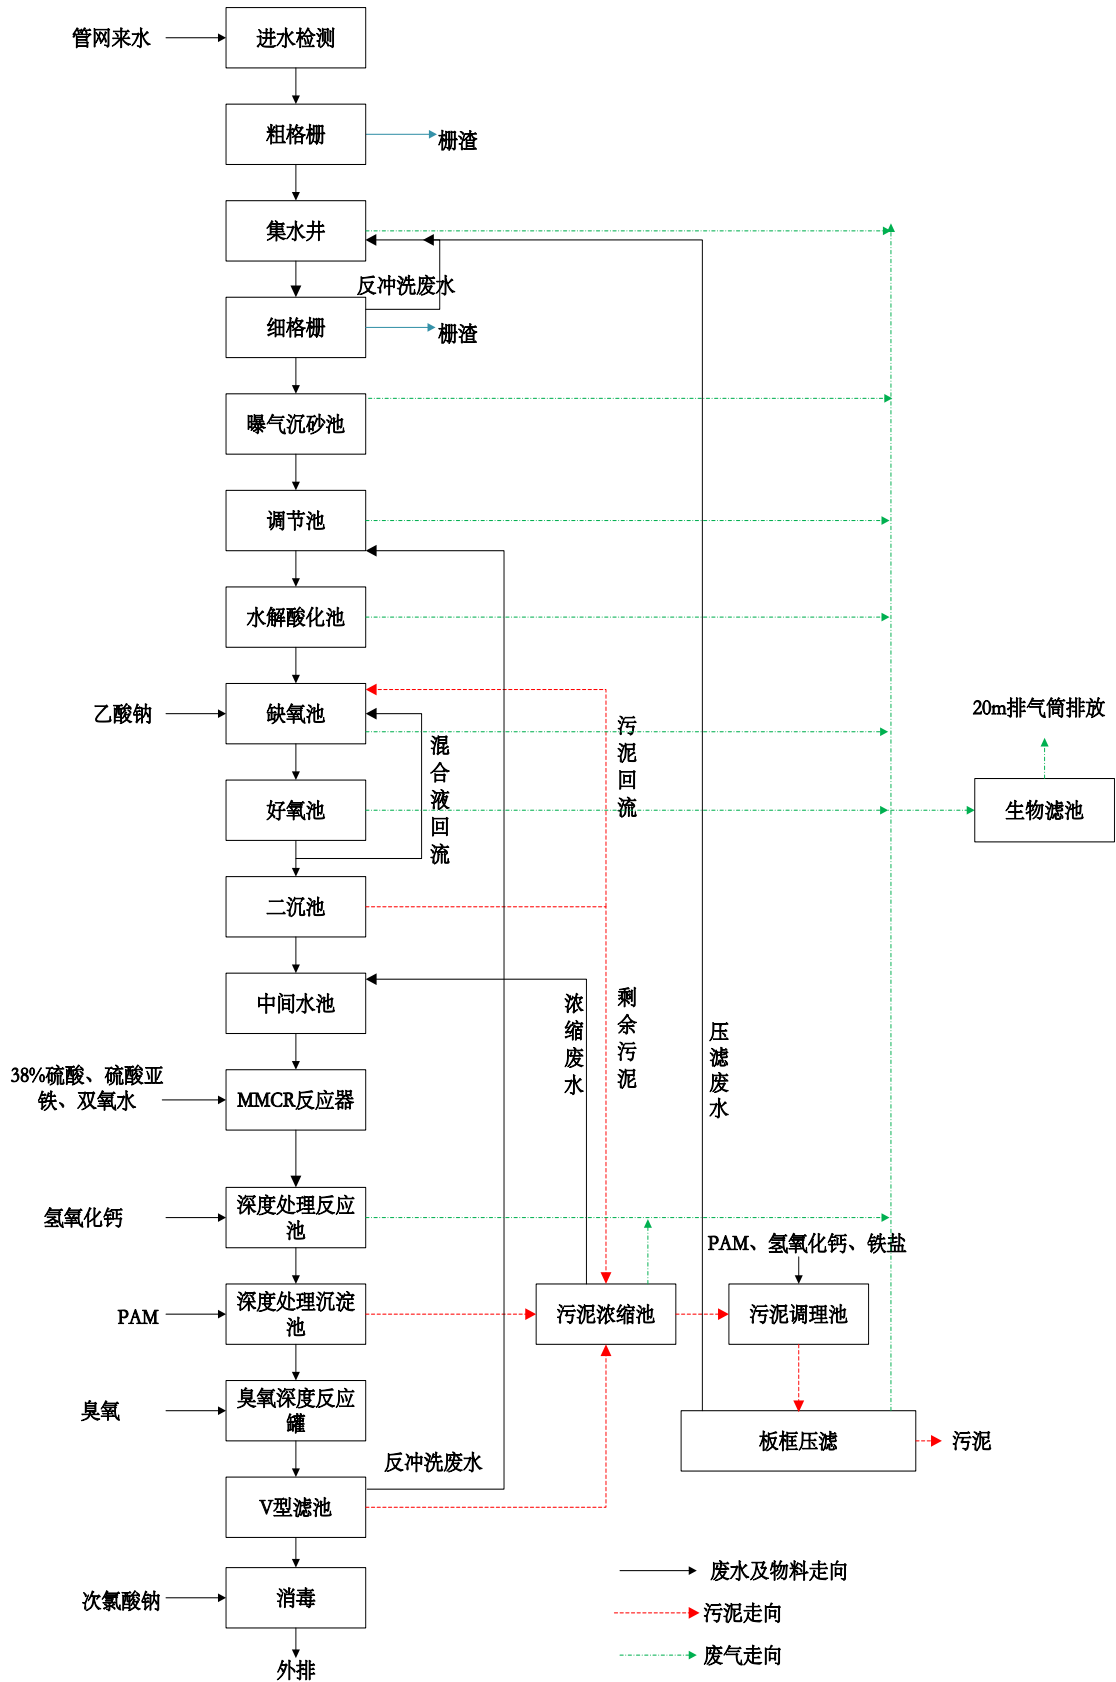 管网来水
进水检测
粗格栅
栅渣
集水井
反冲洗废水
细格栅
栅渣
曝气沉砂池
调节池
水解酸化池
乙酸钠
缺氧池
混合液回流
污泥回流
20m排气筒排放
好氧池
生物滤池
二沉池
中间水池
浓缩废水
剩余污泥
压滤废水
38%硫酸、硫酸亚
铁、双氧水
MMCR反应器
氢氧化钙
深度处理反应
池
PAM、氢氧化钙、铁盐
PAM
深度处理沉淀
池
污泥浓缩池
污泥调理池
臭氧
臭氧深度反应
罐
板框压滤
污泥
反冲洗废水
V型滤池
次氯酸钠
消毒
外排
废水及物料走向
污泥走向
废气走向